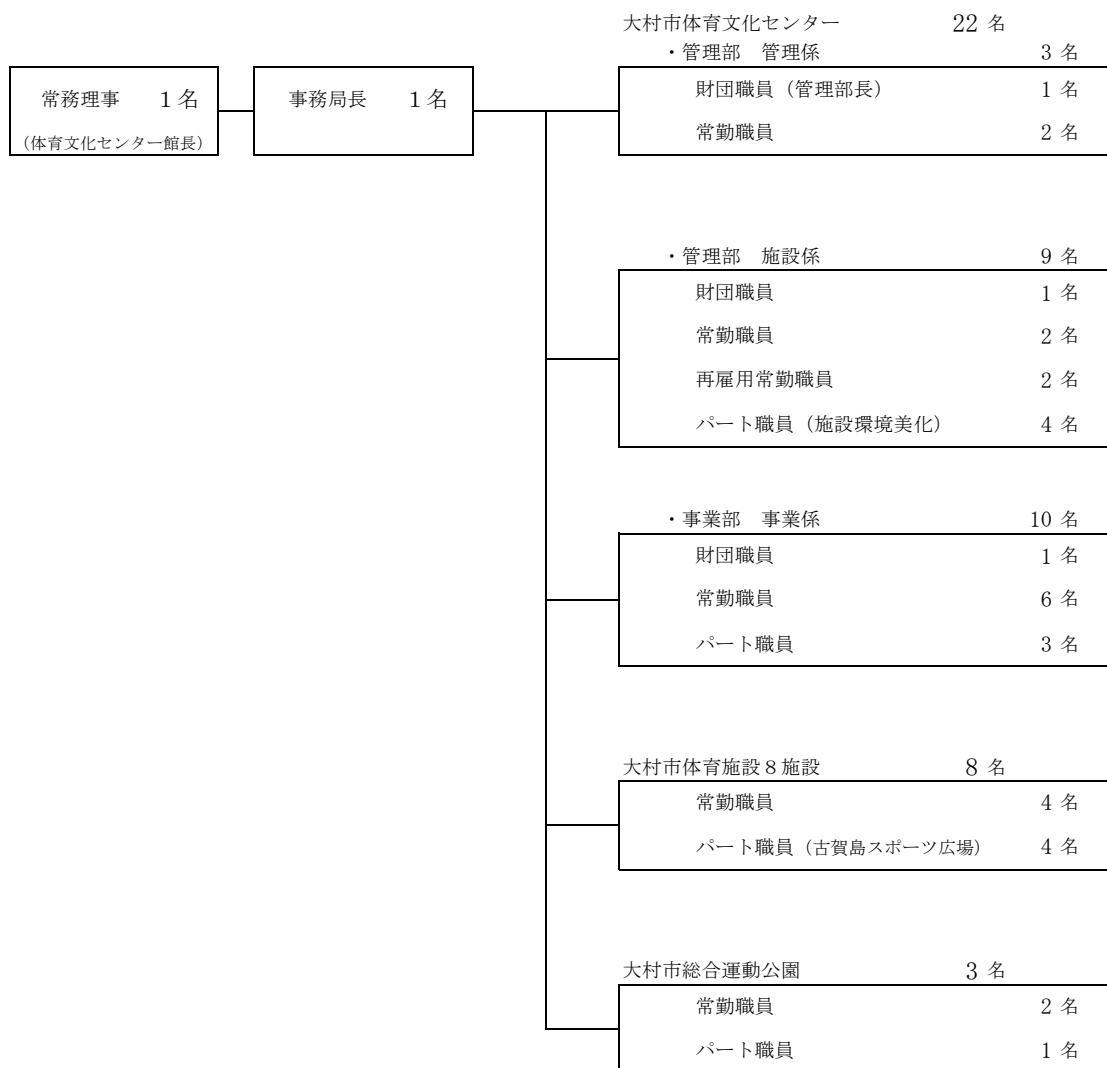 常務理事　１名
（体育文化センター館長）
事務局長　１名
大村市体育文化センター　22 名
・管理部　管理係　3 名
財団職員（管理部長）　1 名
常勤職員　2 名
・管理部　施設係　9 名
財団職員　1 名
常勤職員　2 名
再雇用常勤職員　2 名
パート職員（施設環境美化）　4 名
・事業部　事業係　10 名
財団職員　1 名
常勤職員　6 名
パート職員　3 名
大村市体育施設８施設　8 名
常勤職員　4 名
パート職員（古賀島スポーツ広場）　4 名
大村市総合運動公園　3 名
常勤職員　2 名
パート職員　1 名